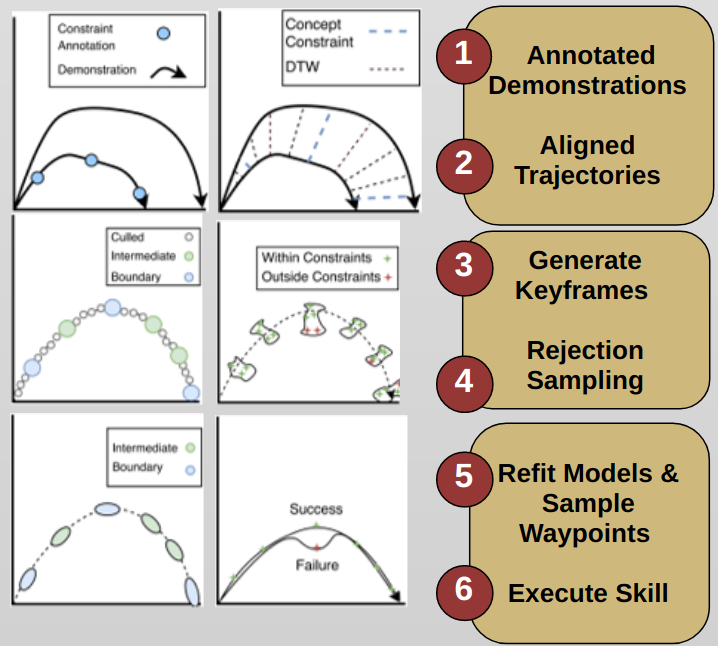 Constraint
Annotation
Demonstration
Concept
Constraint
DTW
1
Annotated
Demonstrations
2
Aligned
Trajectories
Culled
Intermediate
Boundary
Within Constraints
Outside Constraints
3
Generate
Keyframes
4
Rejection
Sampling
Intermediate
Boundary
Success
Failure
5
Refit Models &
Sample
Waypoints
6
Execute Skill